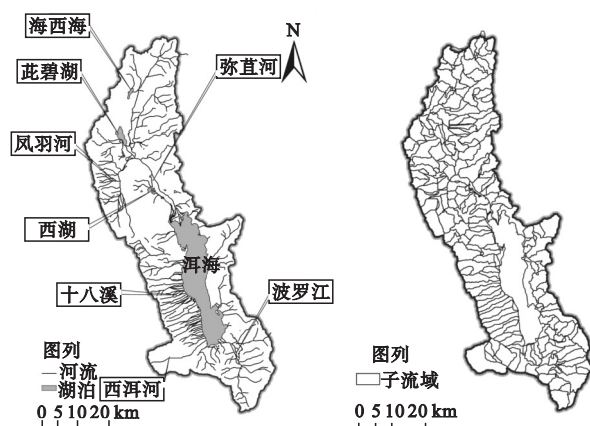 海西海
N
弥苴河
茈碧湖
凤羽河
西湖
洱海
十八溪
波罗江
图列
河流
湖泊
西洱河
0 5 10 20 km
图列
子流域
0 5 10 20 km